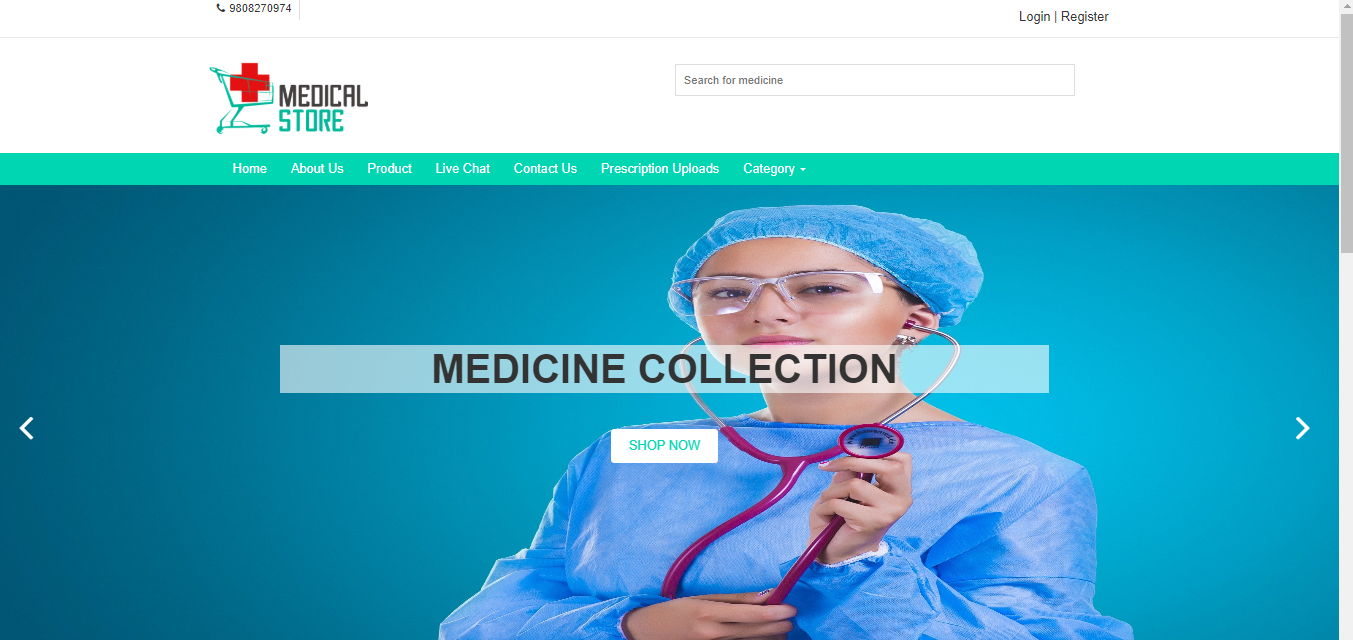 9808270974
Login | Register
Search for medicine
MEDICAL
STORE
Home About Us Product Live Chat Contact Us Prescription Uploads Category
MEDICINE COLLECTION
SHOP NOW